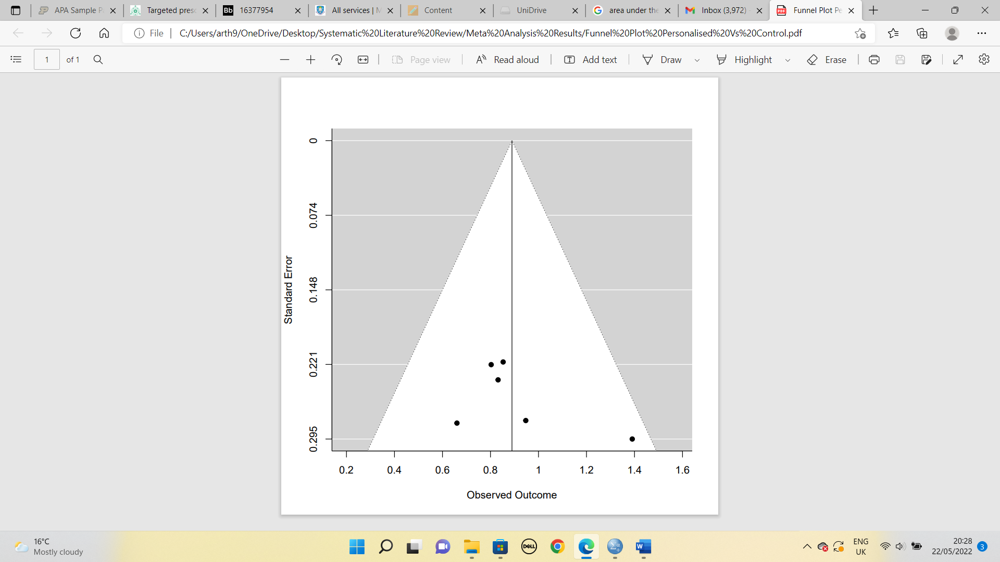 APA Sample P
Targeted presc
Bb 16377954
All services | M
Content
UniDrive
area under the
Inbox (3,972)
PDF Funnel Plot Pe
File C:/Users/arth9/OneDrive/Desktop/Systematic%20Literature%20Review/Meta%20Analysis%20Results/Funnel%20Plot%20Personalised%20Vs%20Control.pdf
1 of 1
Page view
Read aloud
Add text
Draw
Highlight
Erase
Standard Error
0
0.074
0.148
0.221
0.295
0.2 0.4 0.6 0.8 1 1.2 1.4 1.6
Observed Outcome
16°C
Mostly cloudy
DELL
W
ENG
UK
20:28
22/05/2022
3